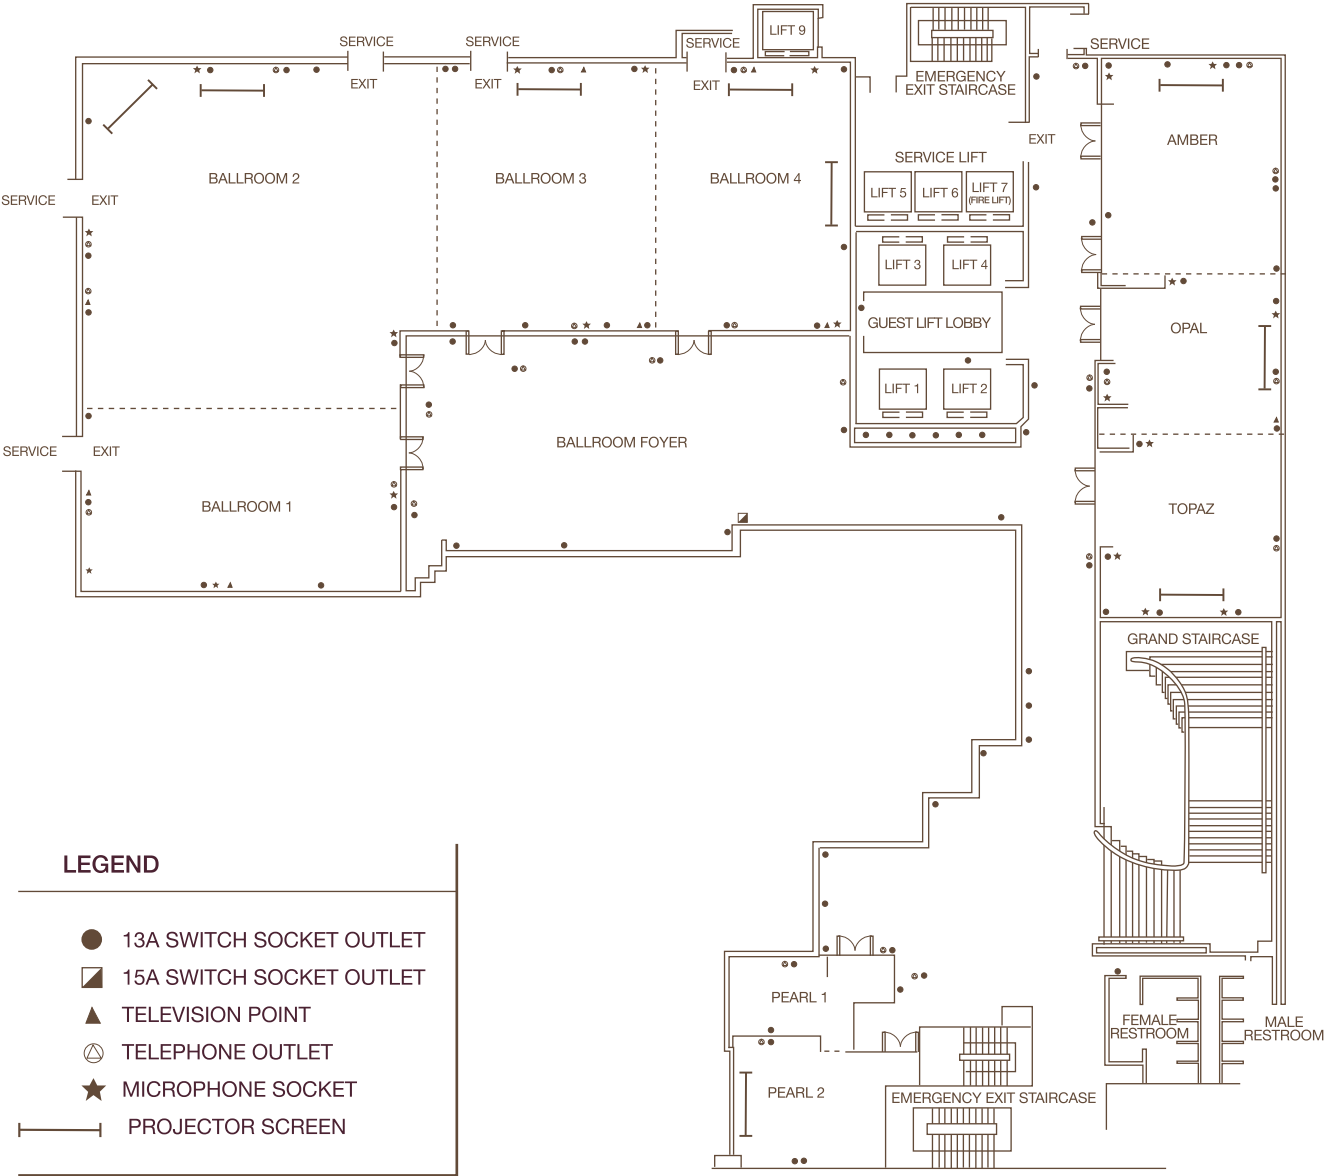 LIFT 9
SERVICE
SERVICE
SERVICE
SERVICE
EXIT
EXIT
EXIT
EMERGENCY
EXIT STAIRCASE
EXIT
AMBER
SERVICE LIFT
BALLROOM 2
BALLROOM 3
BALLROOM 4
LIFT 5
LIFT 6
LIFT 7
(FIRE LIFT)
SERVICE
EXIT
LIFT 3
LIFT 4
GUEST LIFT LOBBY
OPAL
LIFT 1
LIFT 2
BALLROOM FOYER
SERVICE
EXIT
BALLROOM 1
TOPAZ
GRAND STAIRCASE
LEGEND
13A SWITCH SOCKET OUTLET
15A SWITCH SOCKET OUTLET
TELEVISION POINT
TELEPHONE OUTLET
MICROPHONE SOCKET
PROJECTOR SCREEN
PEARL 1
FEMALE
RESTROOM
MALE
RESTROOM
PEARL 2
EMERGENCY EXIT STAIRCASE